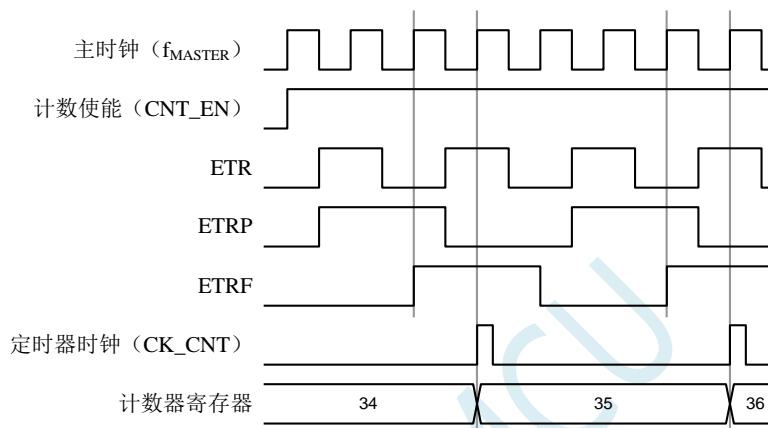 主时钟（fMASTER）
计数使能（CNT_EN）
ETR
ETRP
ETRF
定时器时钟（CK_CNT）
计数器寄存器 34 35 36
MCU